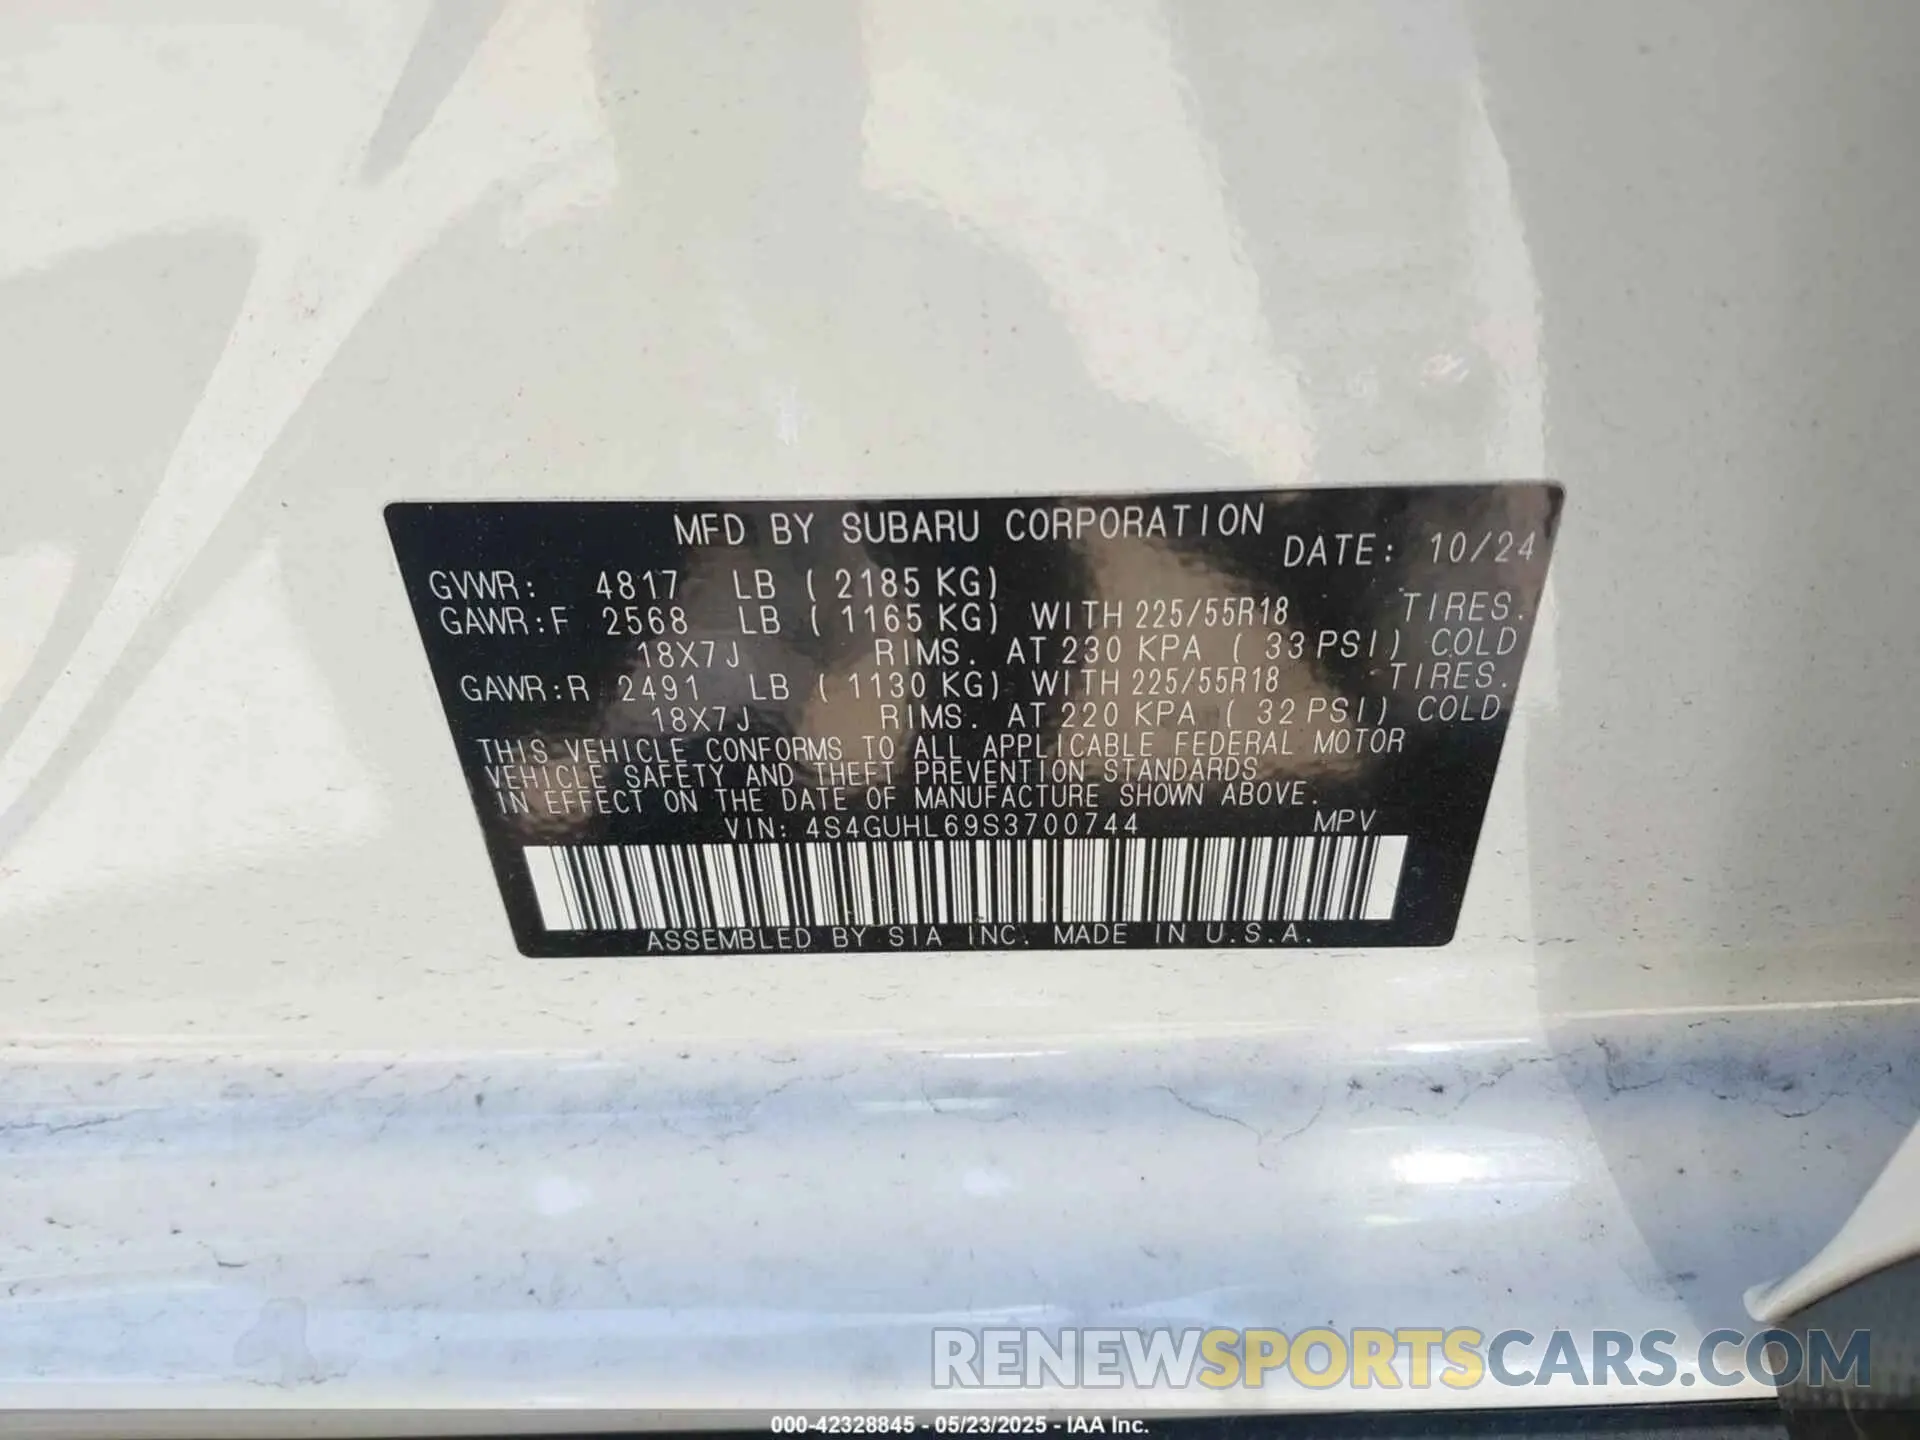 MFD BY SUBARU CORPORATION
DATE: 10/24
GVWR: 4817 LB (2185 KG)
GAWR:F 2568 LB (1165 KG) WITH 225/55R18 TIRES.
18X7J RIMS. AT 230 KPA (33 PSI) COLD
GAWR:R 2491 LB (1130 KG) WITH 225/55R18 TIRES.
18X7J RIMS. AT 220 KPA (32 PSI) COLD
THIS VEHICLE CONFORMS TO ALL APPLICABLE FEDERAL MOTOR
VEHICLE SAFETY AND THEFT PREVENTION STANDARDS
IN EFFECT ON THE DATE OF MANUFACTURE SHOWN ABOVE.
VIN: 4S4GUHL69S3700744 MPV
ASSEMBLED BY SIA INC. MADE IN U.S.A.
RENEWSPORTSCARS.COM
000-42328845 - 05/23/2025 - IAA Inc.